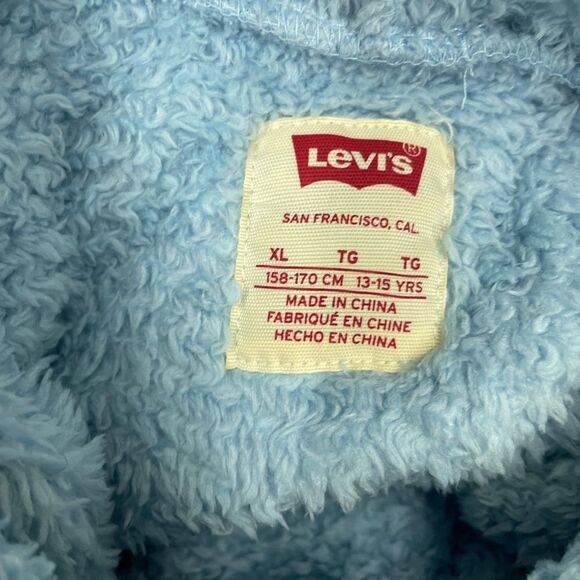 LEVI'S®
SAN FRANCISCO, CAL.
XL TG TG
158-170 CM 13-15 YRS
MADE IN CHINA
FABRIQUÉ EN CHINE
HECHO EN CHINA